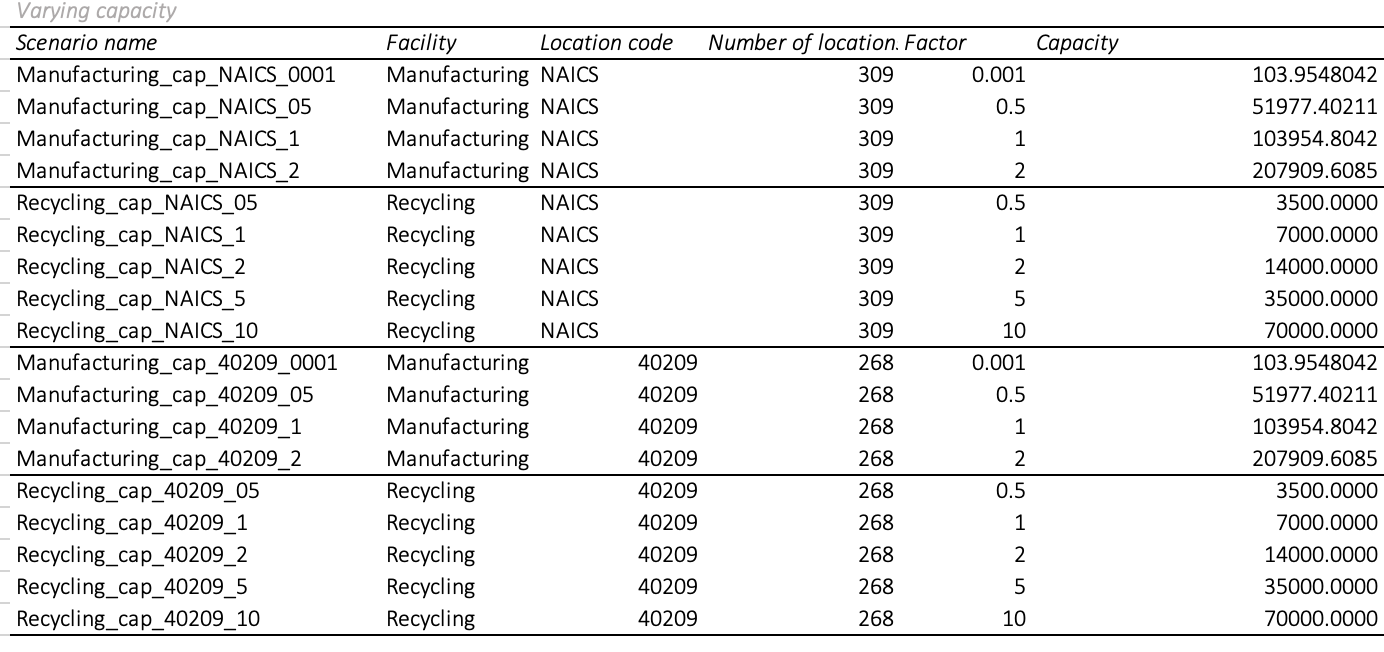 Varying capacity
Scenario name Facility Location code Number of location. Factor Capacity
Manufacturing_cap_NAICS_0001 Manufacturing NAICS 309 0.001 103.9548042
Manufacturing_cap_NAICS_05 Manufacturing NAICS 309 0.5 51977.40211
Manufacturing_cap_NAICS_1 Manufacturing NAICS 309 1 103954.8042
Manufacturing_cap_NAICS_2 Manufacturing NAICS 309 2 207909.6085
Recycling_cap_NAICS_05 Recycling NAICS 309 0.5 3500.0000
Recycling_cap_NAICS_1 Recycling NAICS 309 1 7000.0000
Recycling_cap_NAICS_2 Recycling NAICS 309 2 14000.0000
Recycling_cap_NAICS_5 Recycling NAICS 309 5 35000.0000
Recycling_cap_NAICS_10 Recycling NAICS 309 10 70000.0000
Manufacturing_cap_40209_0001 Manufacturing 40209 268 0.001 103.9548042
Manufacturing_cap_40209_05 Manufacturing 40209 268 0.5 51977.40211
Manufacturing_cap_40209_1 Manufacturing 40209 268 1 103954.8042
Manufacturing_cap_40209_2 Manufacturing 40209 268 2 207909.6085
Recycling_cap_40209_05 Recycling 40209 268 0.5 3500.0000
Recycling_cap_40209_1 Recycling 40209 268 1 7000.0000
Recycling_cap_40209_2 Recycling 40209 268 2 14000.0000
Recycling_cap_40209_5 Recycling 40209 268 5 35000.0000
Recycling_cap_40209_10 Recycling 40209 268 10 70000.0000